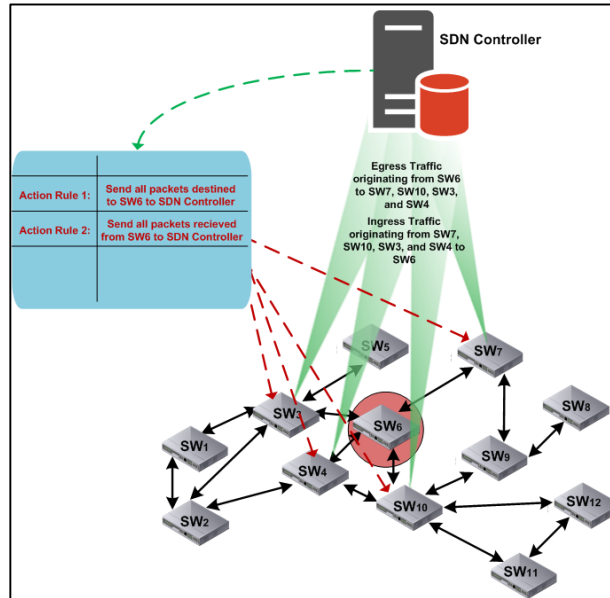 SDN Controller
Egress Traffic
originating from SW6
to SW7, SW10, SW3,
and SW4
Ingress Traffic
originating from SW7,
SW10, SW3, and SW4 to
SW6
Action Rule 1:
Send all packets destined
to SW6 to SDN Controller
Action Rule 2:
Send all packets recieved
from SW6 to SDN Controller
SW5
SW7
SW3
SW6
SW8
SW1
SW4
SW9
SW2
SW10
SW12
SW11